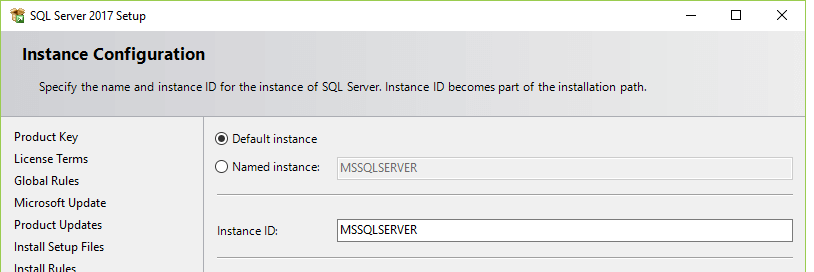 SQL Server 2017 Setup
Instance Configuration
Specify the name and instance ID for the instance of SQL Server. Instance ID becomes part of the installation path.
Product Key
License Terms
Global Rules
Microsoft Update
Product Updates
Install Setup Files
Install Rules
Default instance
Named instance: MSSQLSERVER
Instance ID: MSSQLSERVER